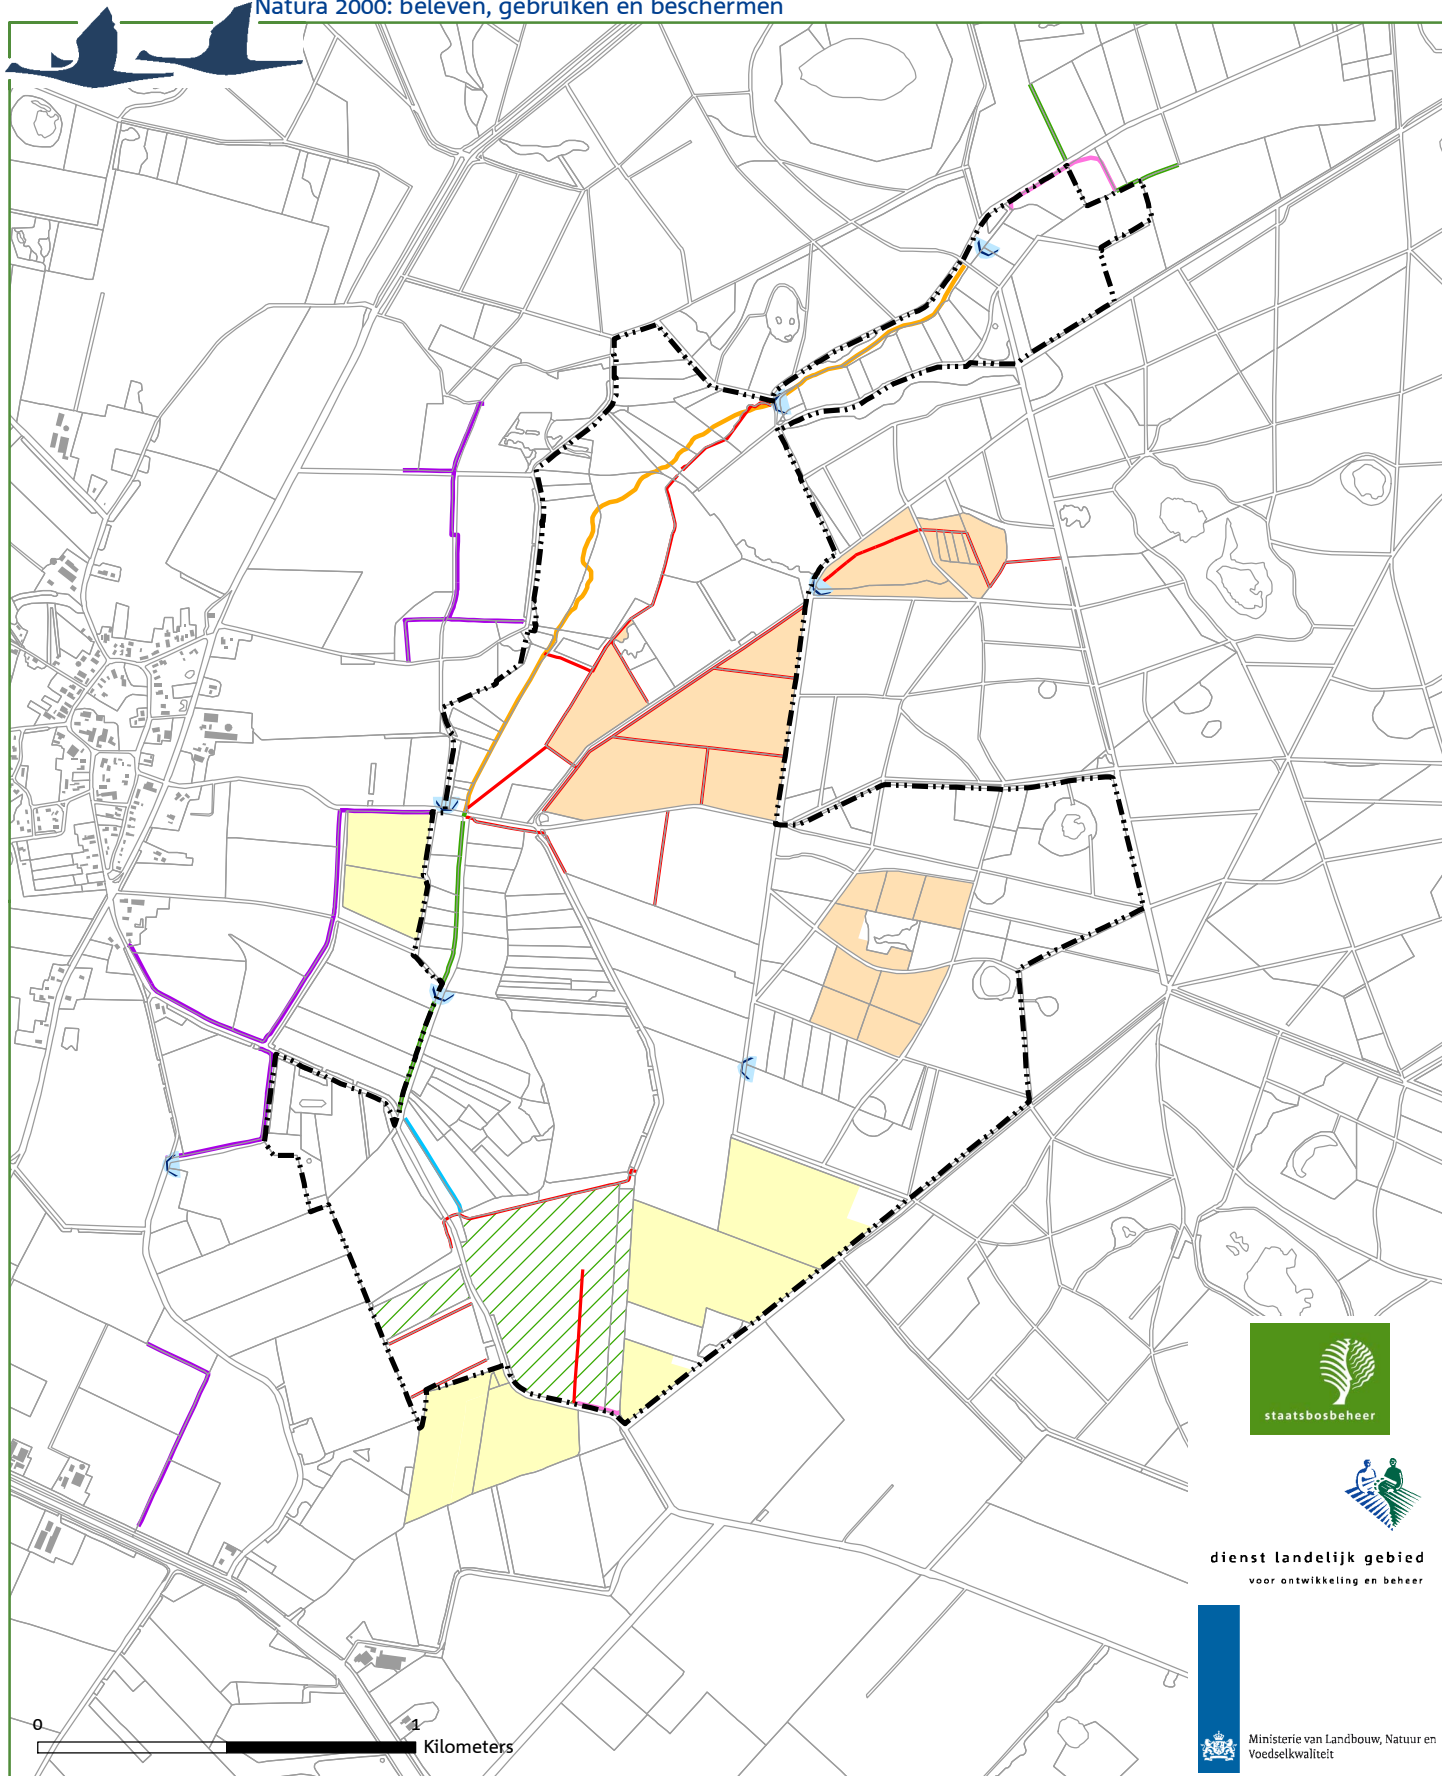 Natura 2000: beleven, gebruiken en beschermen
staatsbosbeheer
dienst landelijk gebied
voor ontwikkeling en beheer
0 1
Kilometers
Ministerie van Landbouw, Natuur en
Voedselkwaliteit